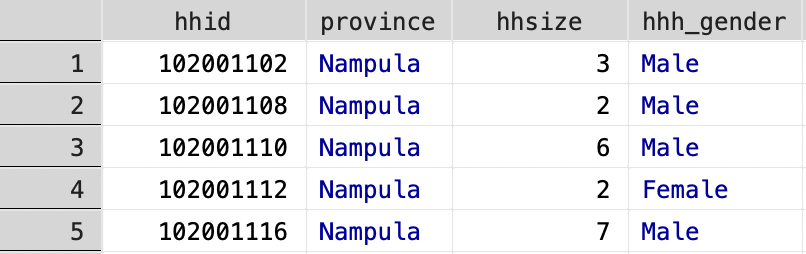 hhid province hhsize hhh_gender
1 102001102 Nampula 3 Male
2 102001108 Nampula 2 Male
3 102001110 Nampula 6 Male
4 102001112 Nampula 2 Female
5 102001116 Nampula 7 Male